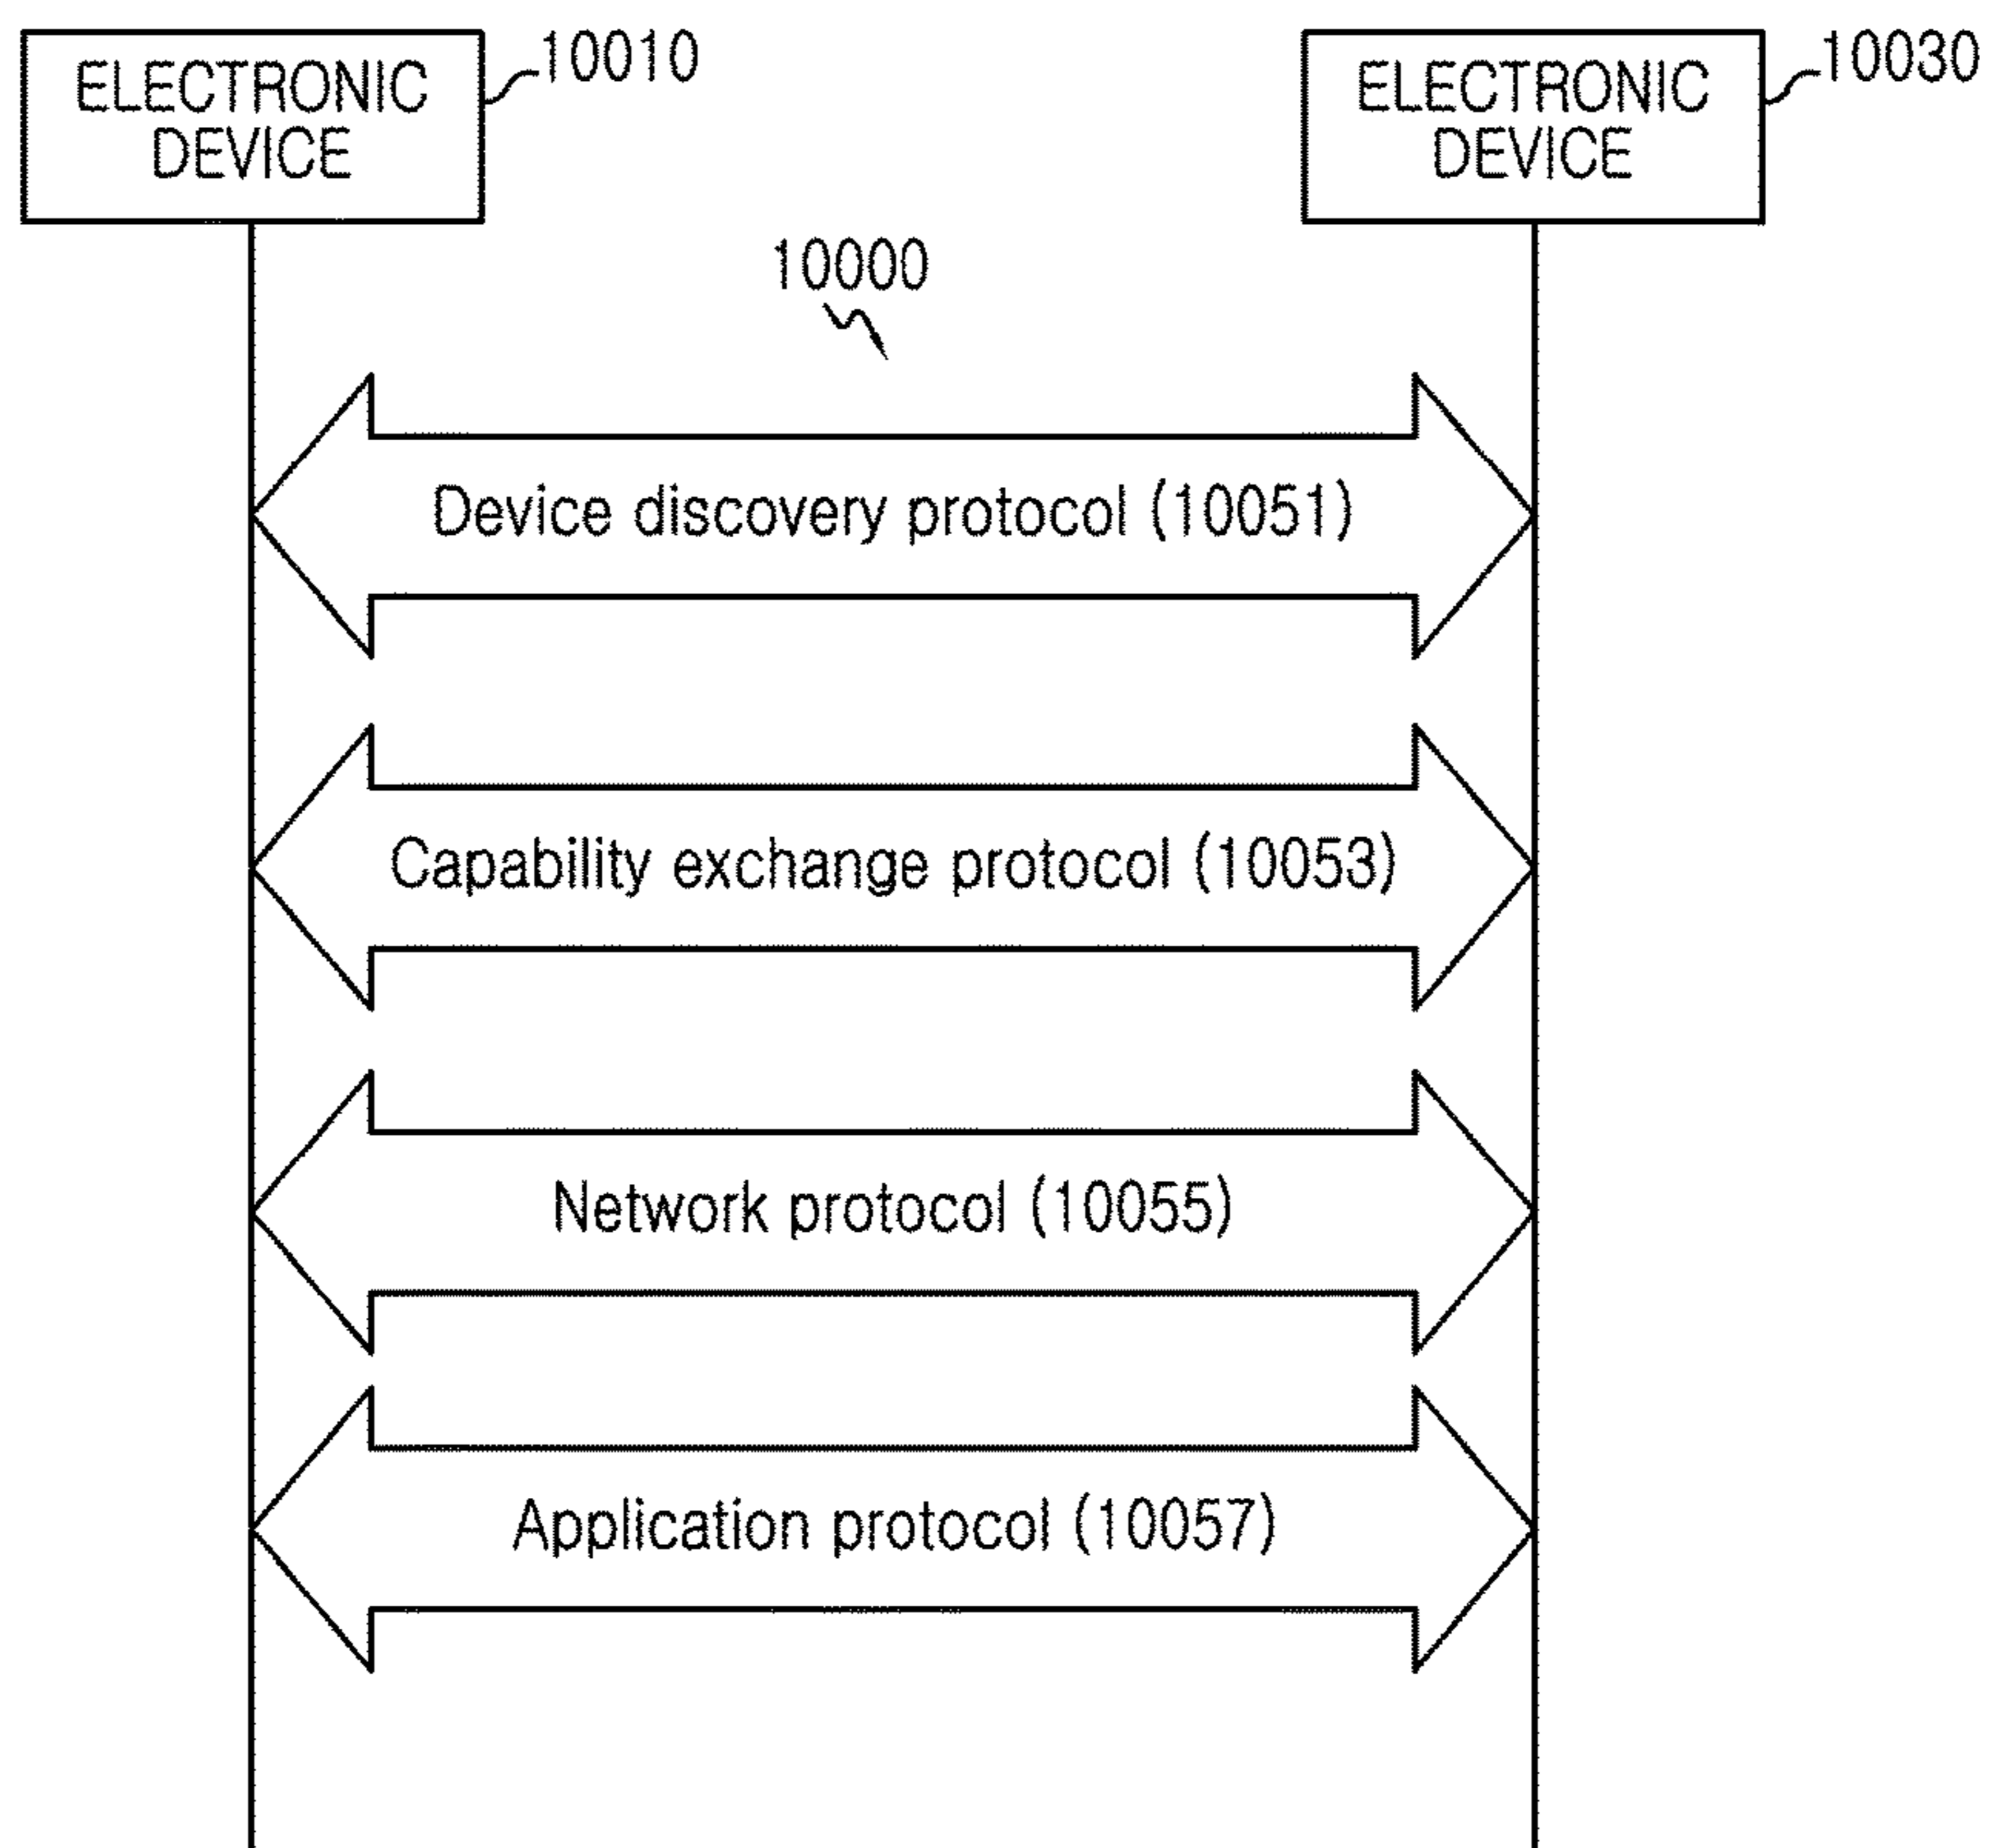 10010
ELECTRONIC
DEVICE
10030
ELECTRONIC
DEVICE
10000
Device discovery protocol (10051)
Capability exchange protocol (10053)
Network protocol (10055)
Application protocol (10057)